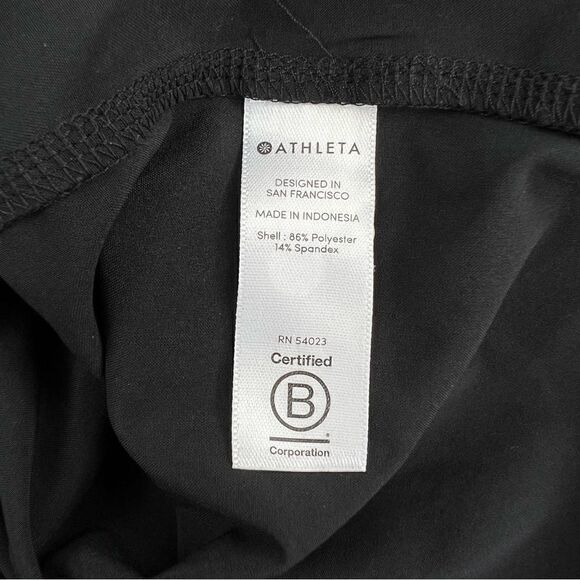 ATHLETA
DESIGNED IN
SAN FRANCISCO
MADE IN INDONESIA
Shell : 86% Polyester
14% Spandex
RN 54023
Certified
B
Corporation